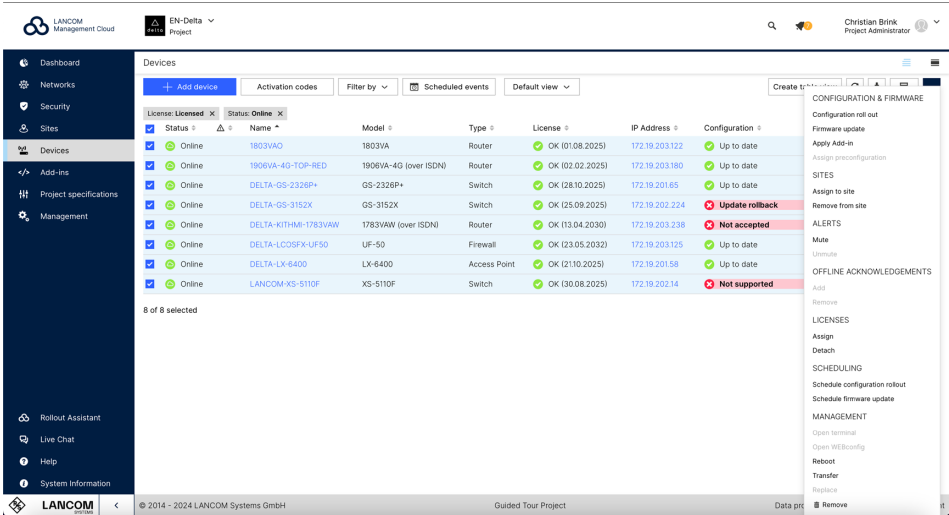 LANCOM
Management Cloud
delta
EN-Delta
Project
2
Christian Brink
Project Administrator
Dashboard
Networks
Security
Sites
Devices
Add-ins
Project specifications
Management
Rollout Assistant
Live Chat
Help
System Information
LANCOM
SYSTEMS
Devices
Add device
Activation codes
Filter by
Scheduled events
Default view
License: Licensed X
Status: Online X
Status Name Model Type License IP Address Configuration
Online 1803VAO 1803VA Router OK (01.08.2025) 172.19.203.122 Up to date
Online 1906VA-4G-TOP-RED 1906VA-4G (over ISDN) Router OK (02.02.2025) 172.19.203.180 Up to date
Online DELTA-GS-2326P+ GS-2326P+ Switch OK (28.10.2025) 172.19.201.65 Up to date
Online DELTA-GS-3152X GS-3152X Switch OK (25.09.2025) 172.19.202.224 Update rollback
Online DELTA-KITHMI-1783VAW 1783VAW (over ISDN) Router OK (13.04.2030) 172.19.203.238 Not accepted
Online DELTA-LCOSFX-UF50 UF-50 Firewall OK (23.05.2032) 172.19.203.125 Up to date
Online DELTA-LX-6400 LX-6400 Access Point OK (21.10.2025) 172.19.201.58 Up to date
Online LANCOM-XS-5110F XS-5110F Switch OK (30.08.2025) 172.19.202.14 Not supported
8 of 8 selected
Create
CONFIGURATION & FIRMWARE
Configuration roll out
Firmware update
Apply Add-in
Assign preconfiguration
SITES
Assign to site
Remove from site
ALERTS
Mute
Unmute
OFFLINE ACKNOWLEDGEMENTS
Add
Remove
LICENSES
Assign
Detach
SCHEDULING
Schedule configuration rollout
Schedule firmware update
MANAGEMENT
Open terminal
Open WEBconfig
Reboot
Transfer
Replace
Remove
© 2014 - 2024 LANCOM Systems GmbH
Guided Tour Project
Data